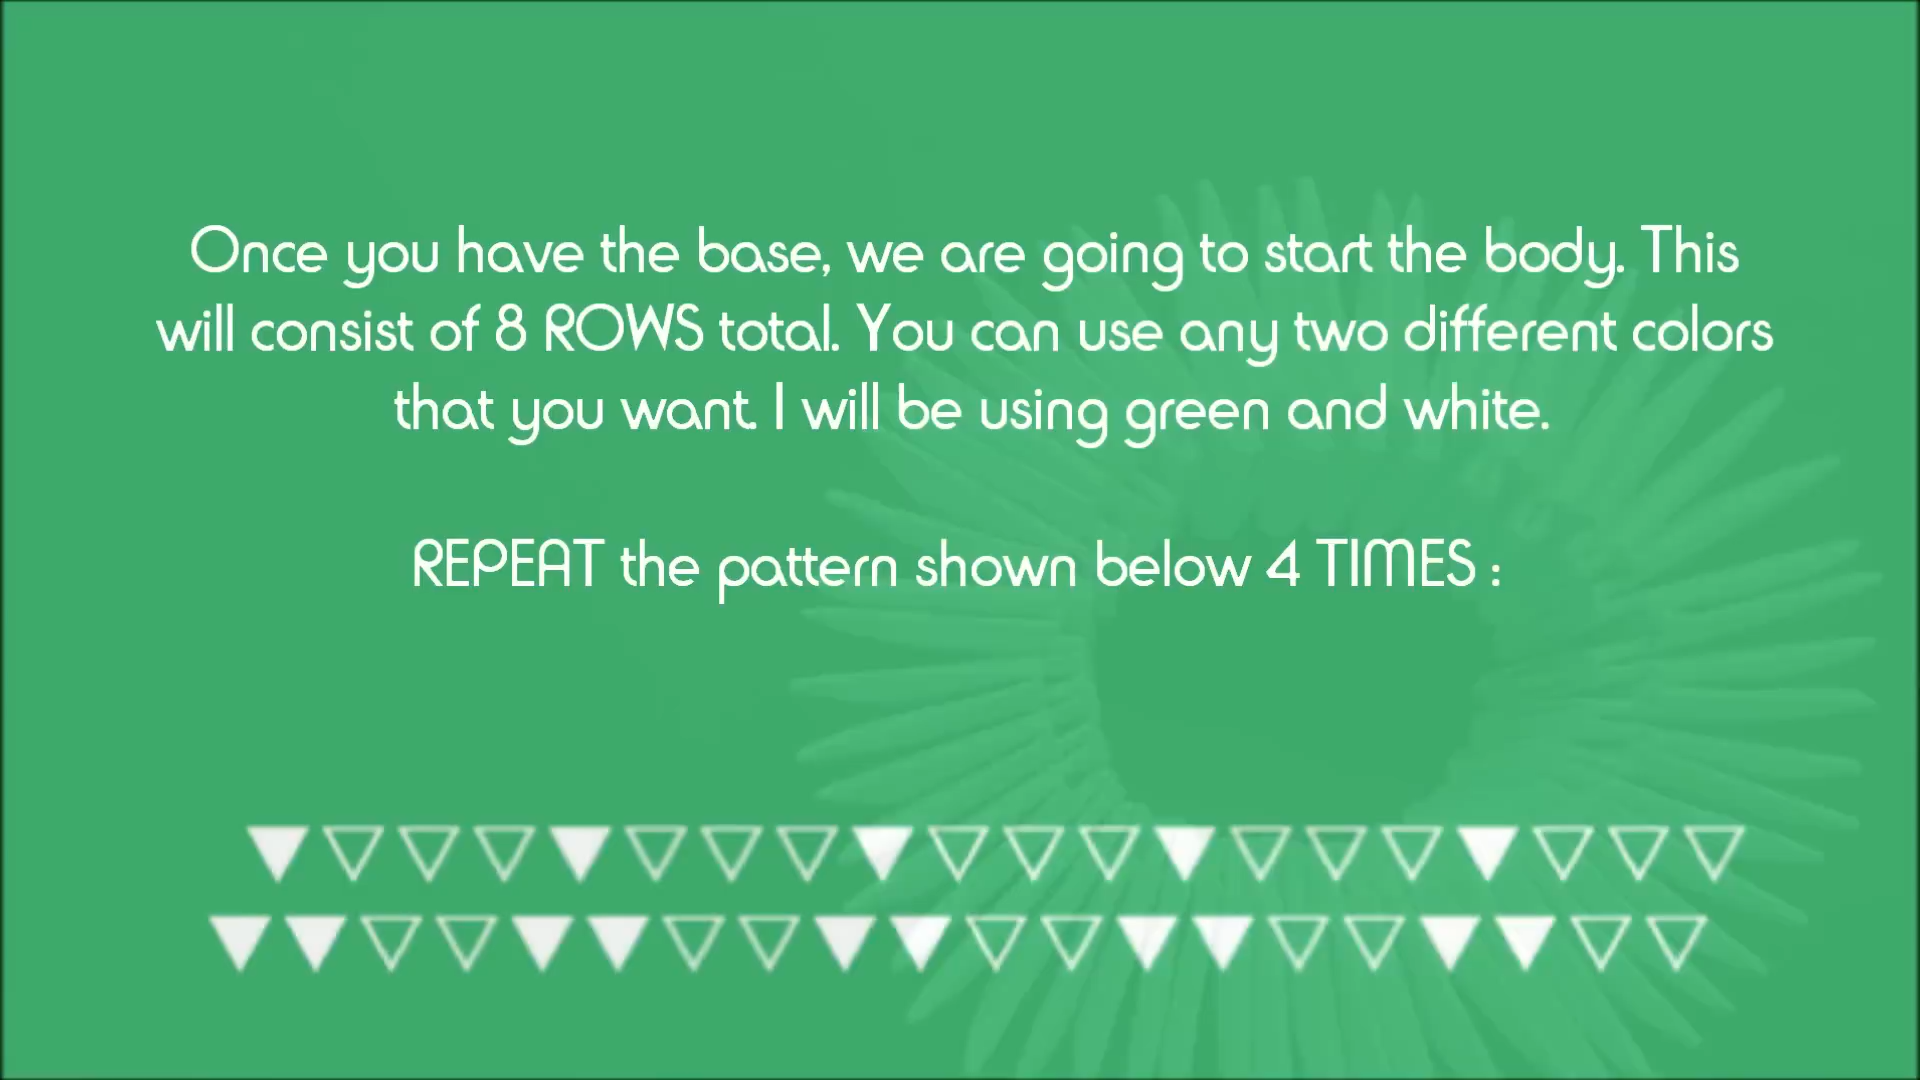 Once you have the base, we are going to start the body. This
will consist of 8 ROWS total. You can use any two different colors
that you want. I will be using green and white.
REPEAT the pattern shown below 4 TIMES :